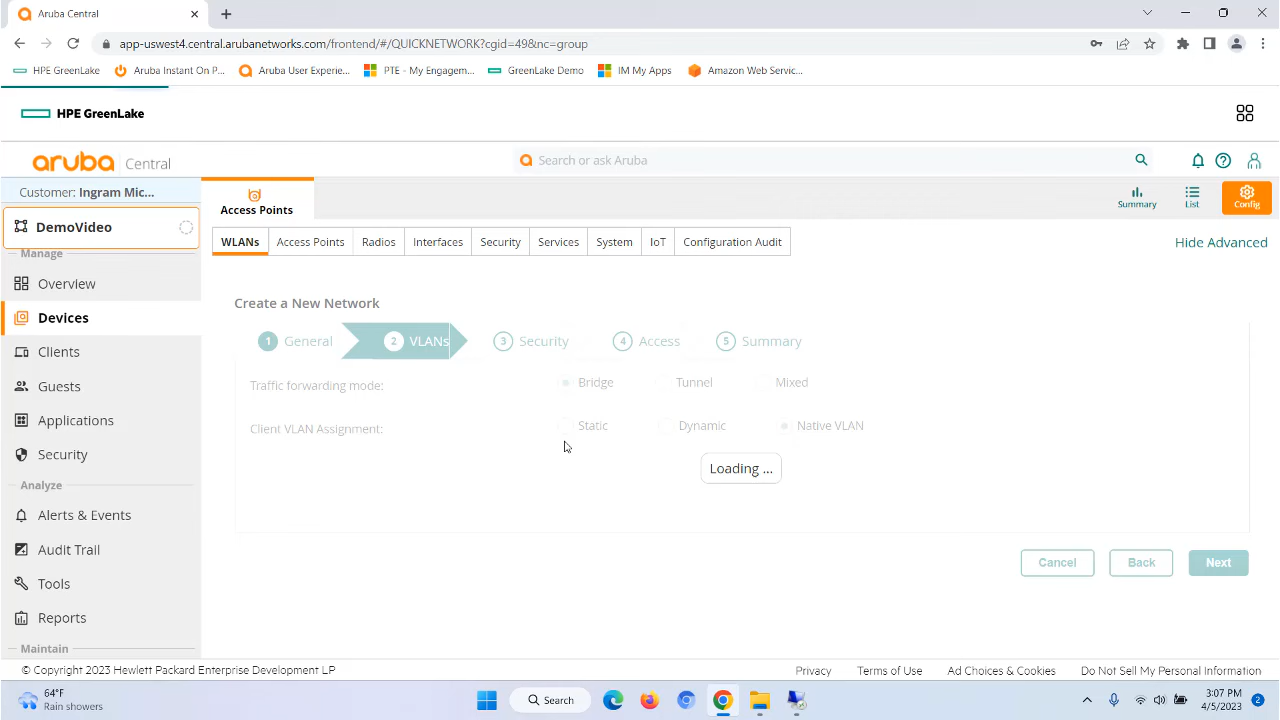 Aruba Central
app-uswest4.central.arubanetworks.com/frontend/#/QUICKNETWORK?cgid=49&nc=group
HPE GreenLake
Aruba Instant On P...
Aruba User Experie...
PTE - My Engagem...
GreenLake Demo
IM My Apps
Amazon Web Servic...
HPE GreenLake
aruba Central
Search or ask Aruba
Customer: Ingram Mic...
DemoVideo
Manage
Overview
Devices
Clients
Guests
Applications
Security
Analyze
Alerts & Events
Audit Trail
Tools
Reports
Maintain
Access Points
Summary
List
Config
WLANs
Access Points
Radios
Interfaces
Security
Services
System
IoT
Configuration Audit
Hide Advanced
Create a New Network
1 General
2 VLANs
3 Security
4 Access
5 Summary
Traffic forwarding mode:
Bridge
Tunnel
Mixed
Client VLAN Assignment:
Static
Dynamic
Native VLAN
Loading ...
Cancel
Back
Next
© Copyright 2023 Hewlett Packard Enterprise Development LP
Privacy
Terms of Use
Ad Choices & Cookies
Do Not Sell My Personal Information
64°F
Rain showers
Search
3:07 PM
4/5/2023
2